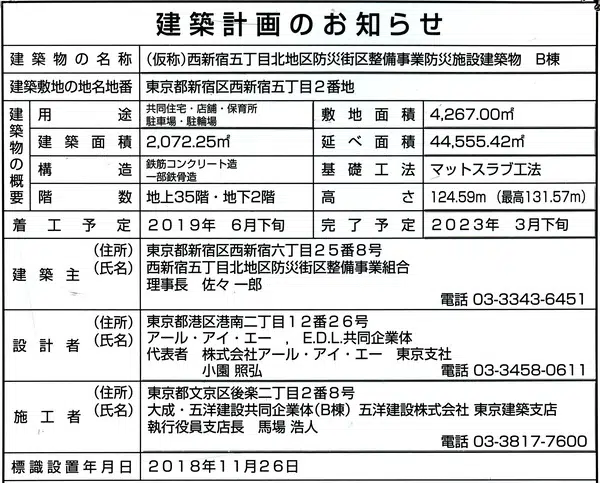 建築計画のお知らせ
建築物の名称 (仮称)西新宿五丁目北地区防災街区整備事業防災施設建築物 B棟
建築敷地の地名地番 東京都新宿区西新宿五丁目2番地
建築物の概要
用途 共同住宅・店舗・保育所
駐車場・駐輪場
敷地面積 4,267.00㎡
建築面積 2,072.25㎡ 延べ面積 44,555.42㎡
構造 鉄筋コンクリート造
一部鉄骨造
基礎工法 マットスラブ工法
階数 地上35階・地下2階 高さ 124.59m (最高131.57m)
着工予定 2019年 6月下旬 完了予定 2023年 3月下旬
建築主 (住所) 東京都新宿区西新宿六丁目25番8号
(氏名) 西新宿五丁目北地区防災街区整備事業組合
理事長 佐々 一郎
電話 03-3343-6451
設計者 (住所) 東京都港区港南二丁目12番26号
(氏名) アール・アイ・エー , E.D.L.共同企業体
代表者 株式会社アール・アイ・エー 東京支社
小園 照弘 電話 03-3458-0611
施工者 (住所) 東京都文京区後楽二丁目2番8号
(氏名) 大成・五洋建設共同企業体(B棟) 五洋建設株式会社 東京建築支店
執行役員支店長 馬場 浩人
電話 03-3817-7600
標識設置年月日 2018年11月26日